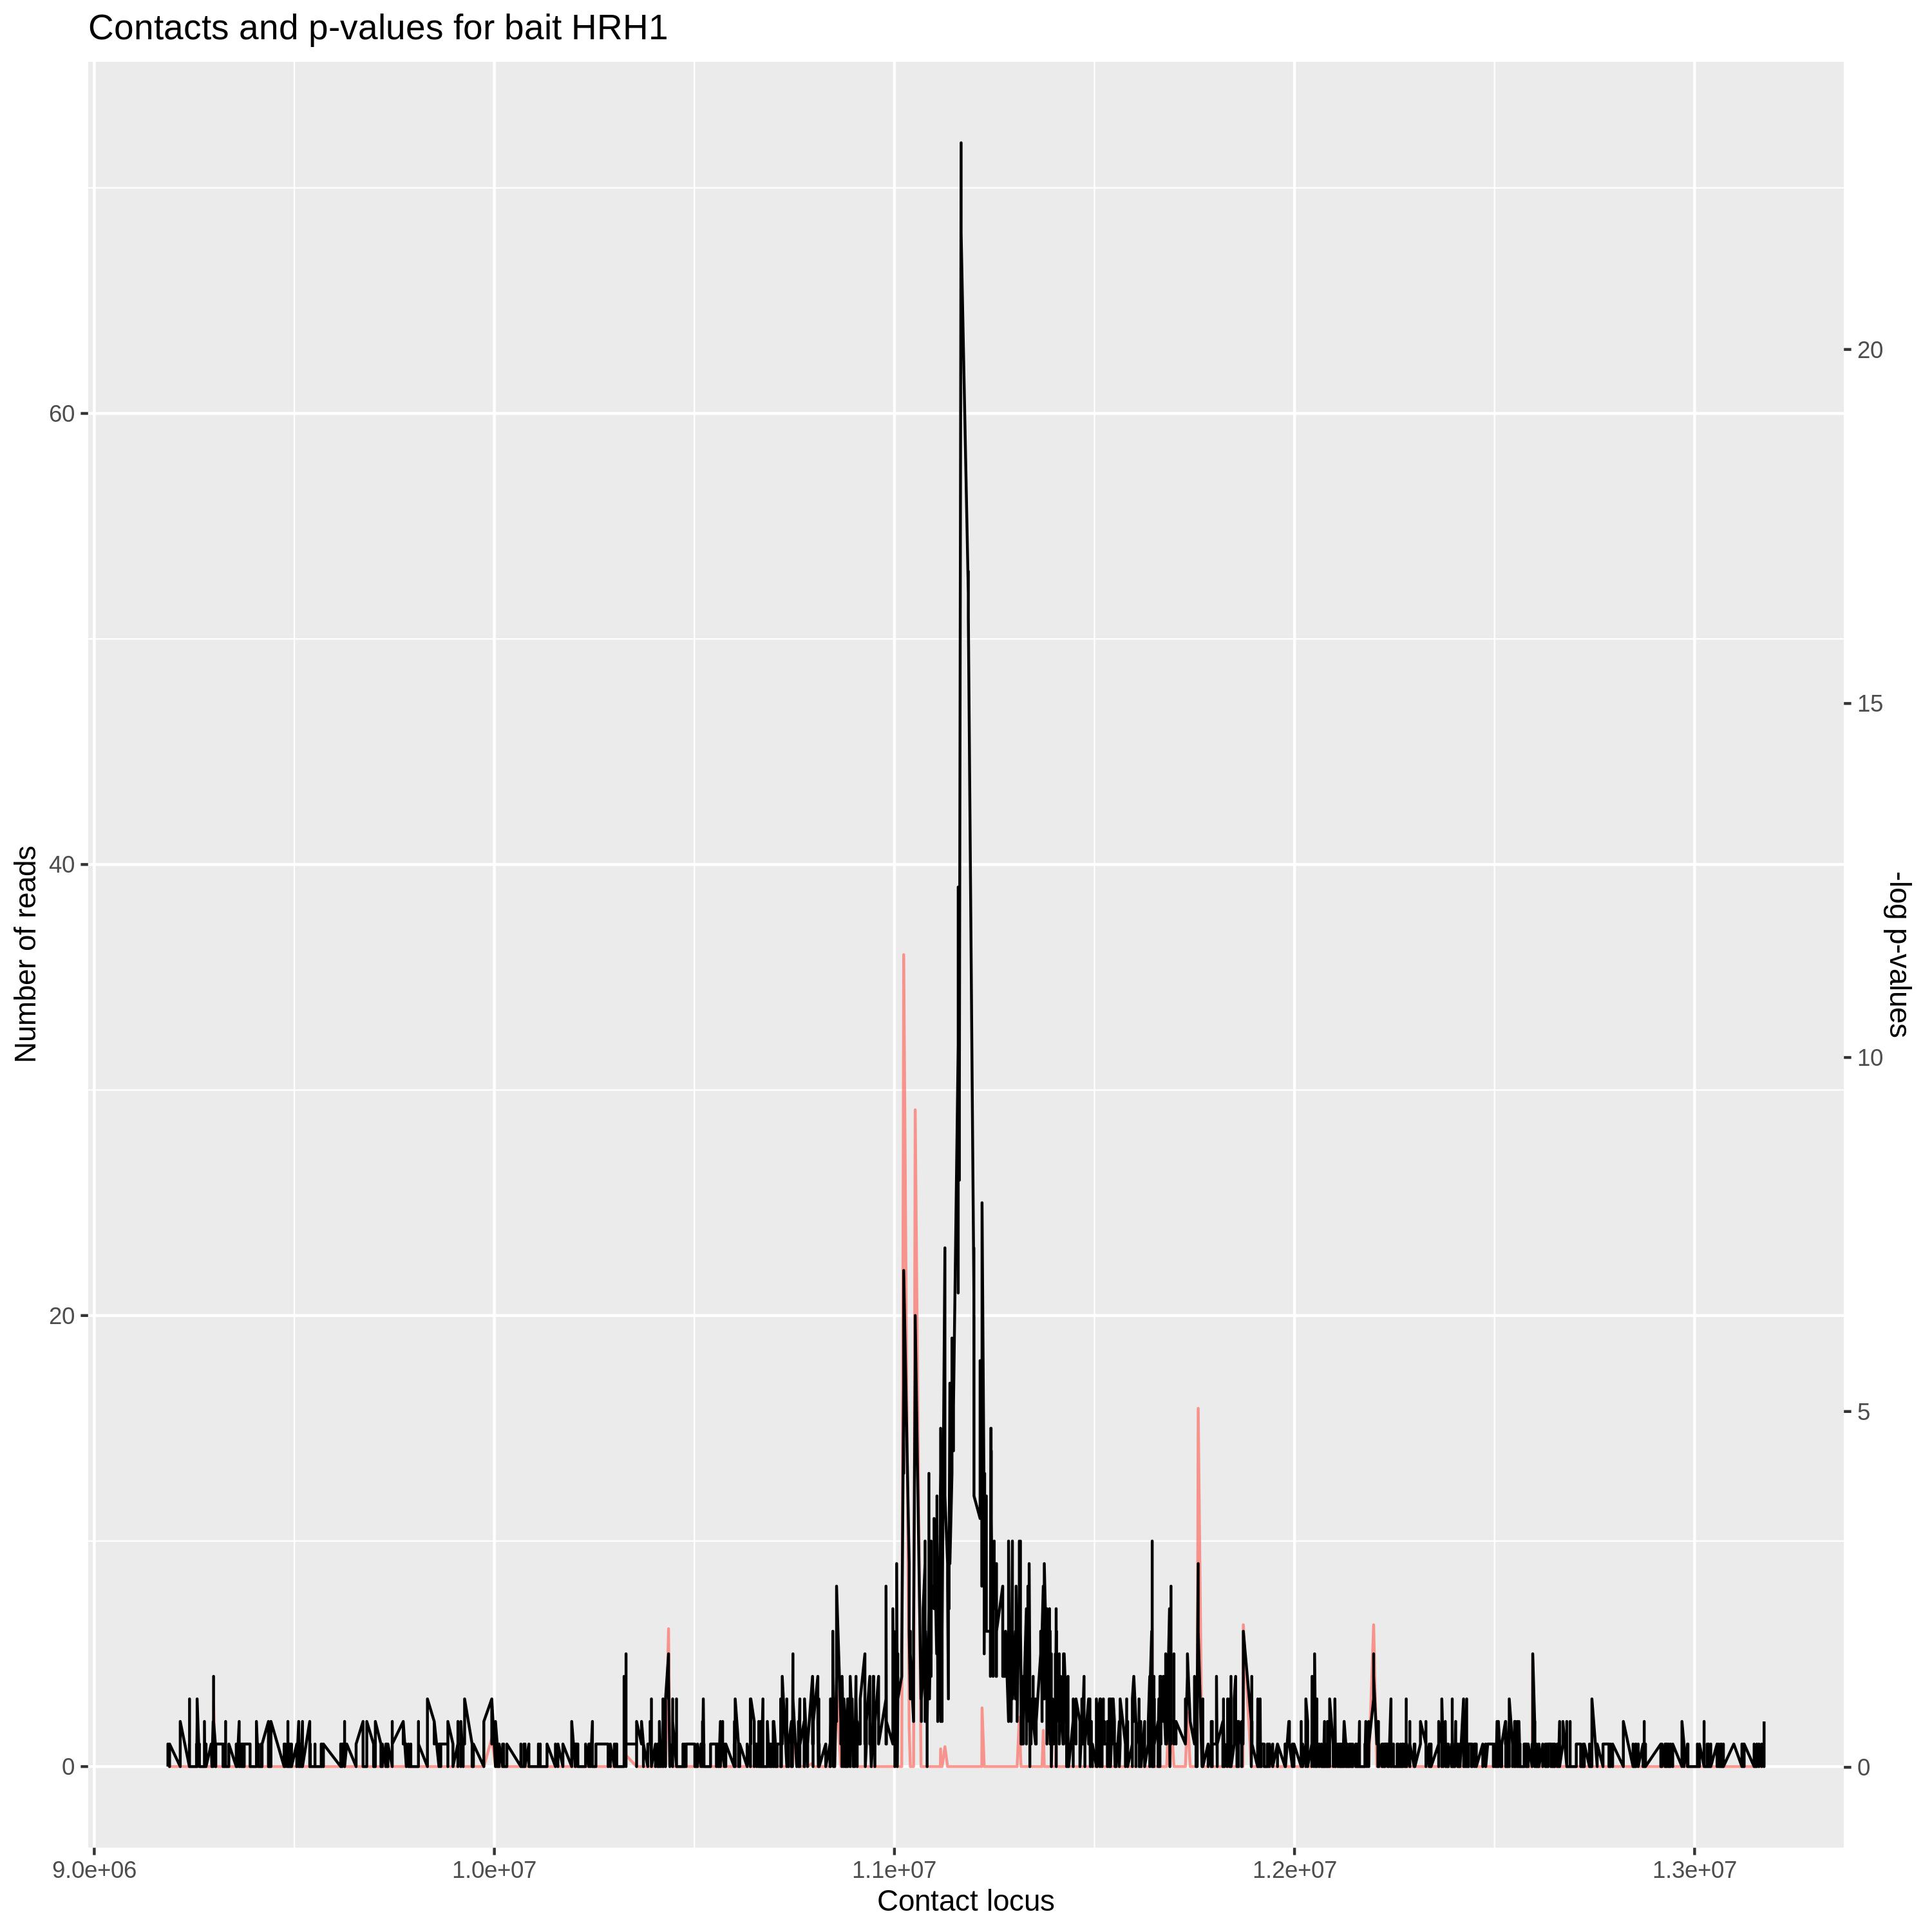 Contacts and p-values for bait HRH1
Number of reads
60
40
20
0
20
15
10
5
0
-log p-values
9.0e+06
1.0e+07
1.1e+07
1.2e+07
1.3e+07
Contact locus